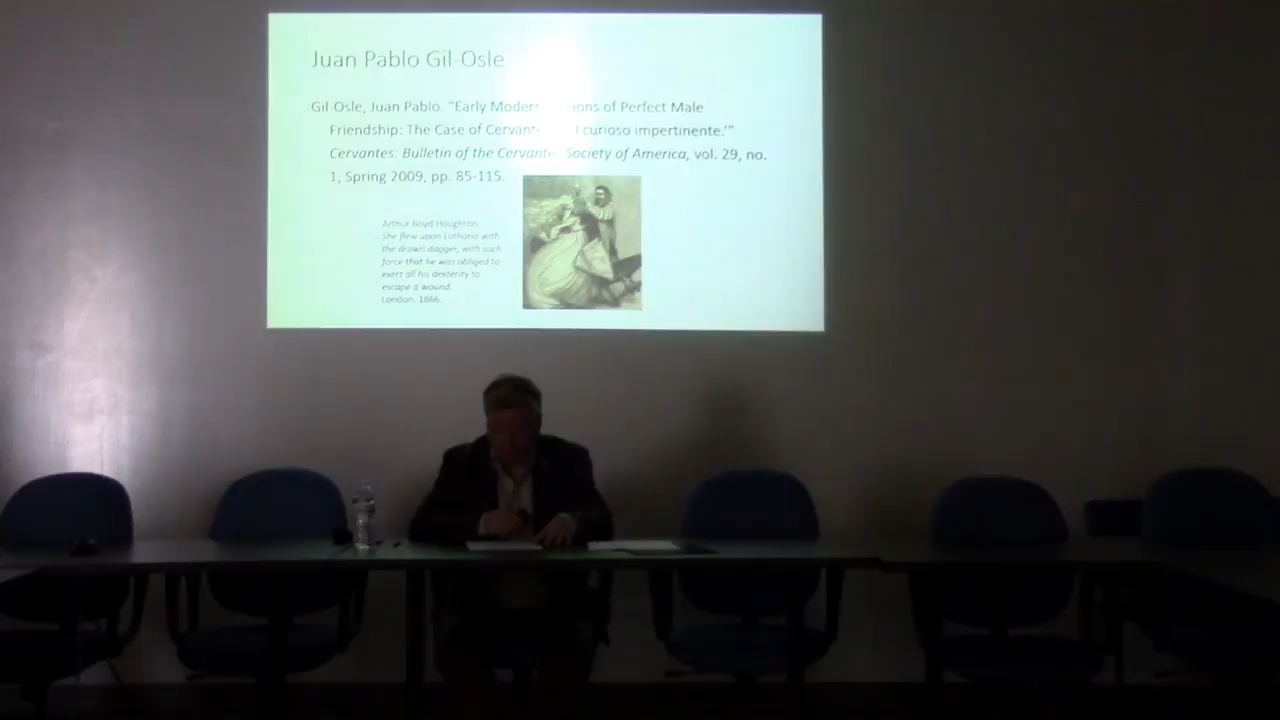 Juan Pablo Gil-Osle
Gil-Osle, Juan Pablo. "Early Moder ions of Perfect Male
Friendship: The Case of Cervant l curioso impertinente.'"
Cervantes: Bulletin of the Cervante Society of America, vol. 29, no.
1, Spring 2009, pp. 85-115.
Arthur Boyd Houghton
She flew upon Lothario with
the drawn dagger, with such
force that he was obliged to
exert all his dexterity to
escape a wound.
London. 1866.